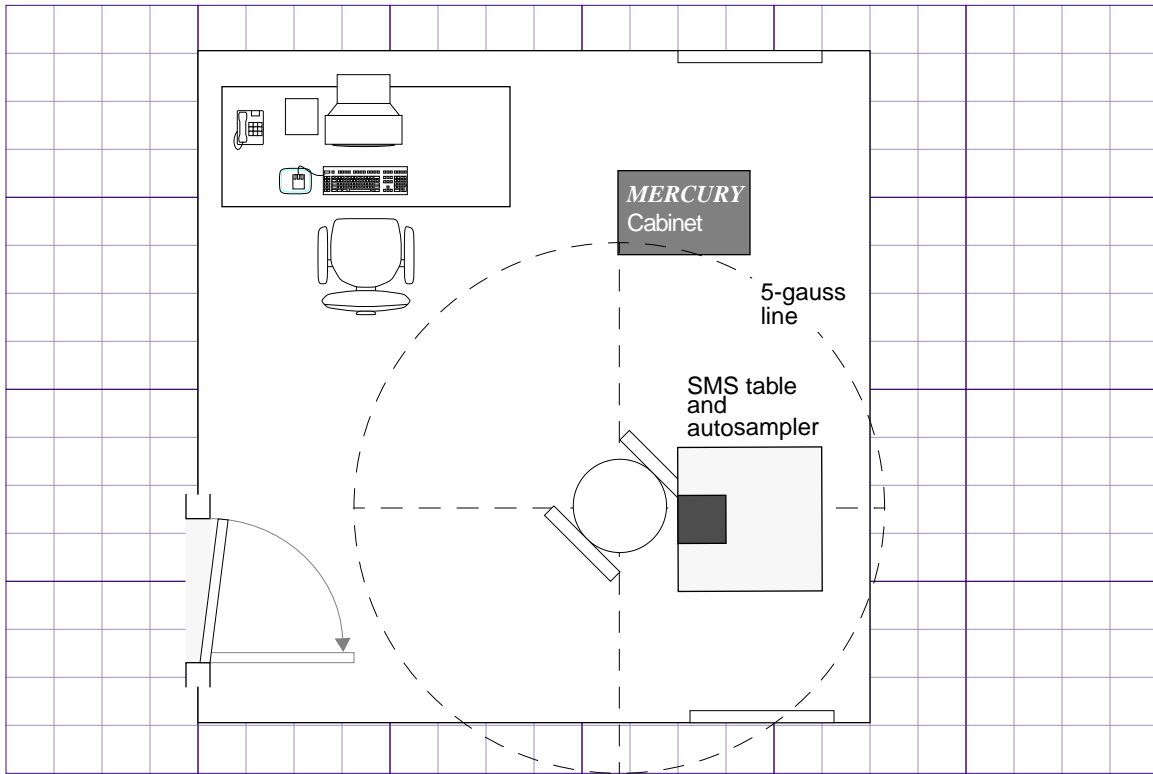 MERCURY
Cabinet
5-gauss
line
SMS table
and
autosampler